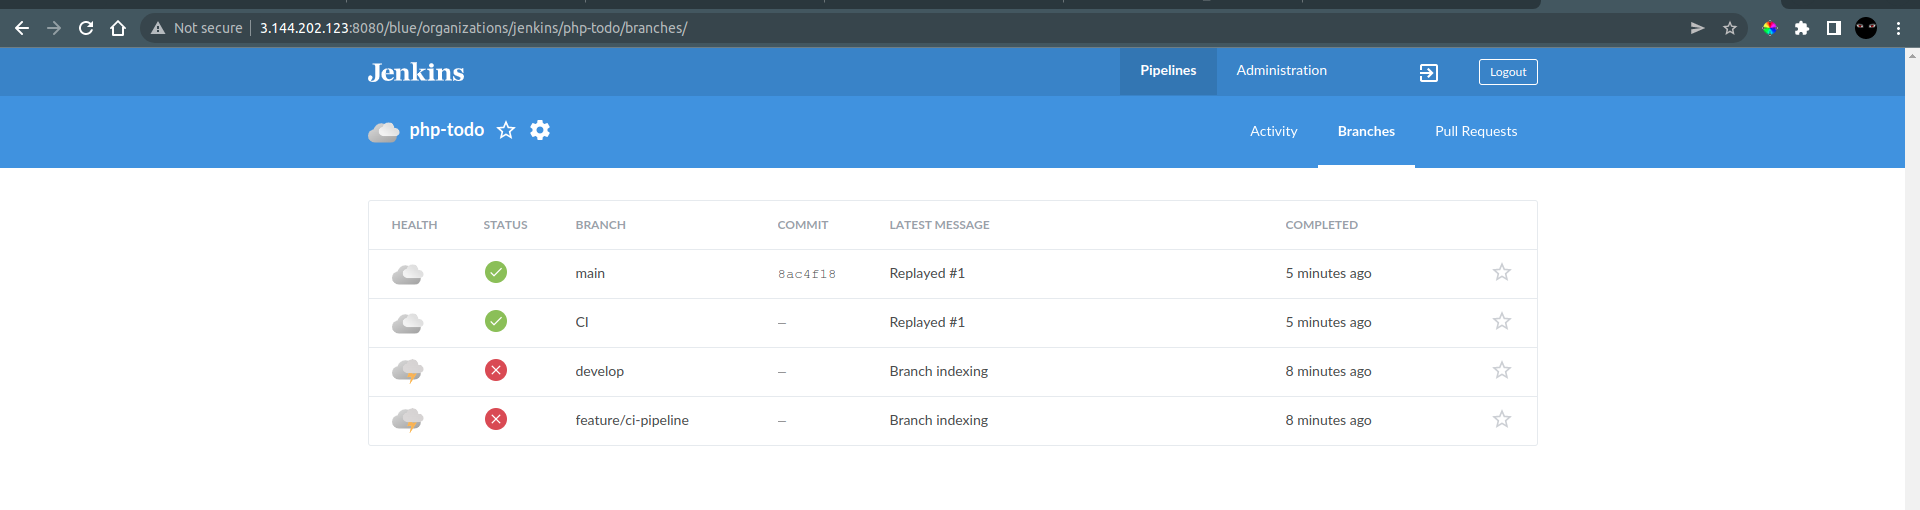 Not secure 3.144.202.123:8080/blue/organizations/jenkins/php-todo/branches/
Jenkins Pipelines Administration Logout
php-todo Activity Branches Pull Requests
HEALTH STATUS BRANCH COMMIT LATEST MESSAGE COMPLETED
main 8ac4f18 Replayed #1 5 minutes ago
CI — Replayed #1 5 minutes ago
develop — Branch indexing 8 minutes ago
feature/ci-pipeline — Branch indexing 8 minutes ago